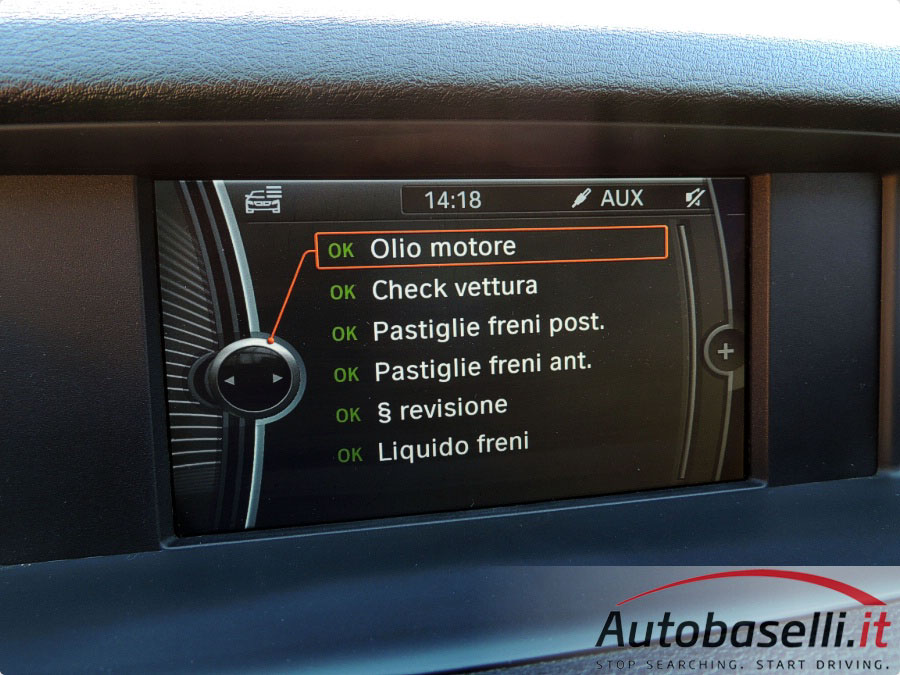 14:18 AUX
OK Olio motore
OK Check vettura
OK Pastiglie freni post.
OK Pastiglie freni ant.
OK § revisione
OK Liquido freni
+
Autobaselli.it
STOP SEARCHING. START DRIVING.